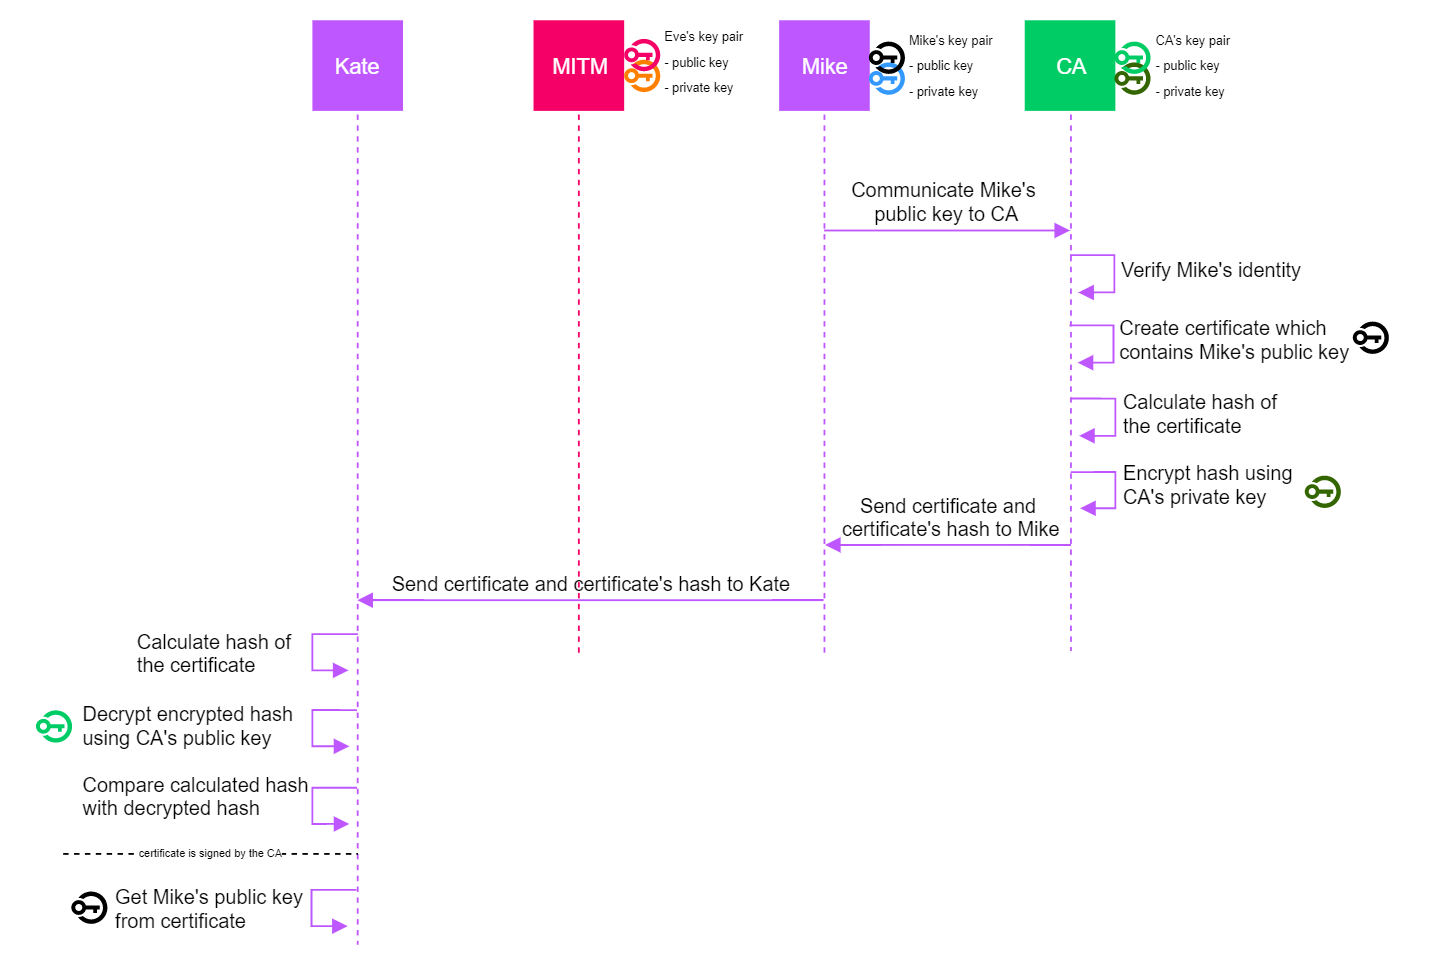 Kate
MITM
Eve's key pair
- public key
- private key
Mike
Mike's key pair
- public key
- private key
CA
CA's key pair
- public key
- private key
Communicate Mike's
public key to CA
Verify Mike's identity
Create certificate which
contains Mike's public key
Calculate hash of
the certificate
Encrypt hash using
CA's private key
Send certificate and
certificate's hash to Mike
Send certificate and certificate's hash to Kate
Calculate hash of
the certificate
Decrypt encrypted hash
using CA's public key
Compare calculated hash
with decrypted hash
certificate is signed by the CA
Get Mike's public key
from certificate